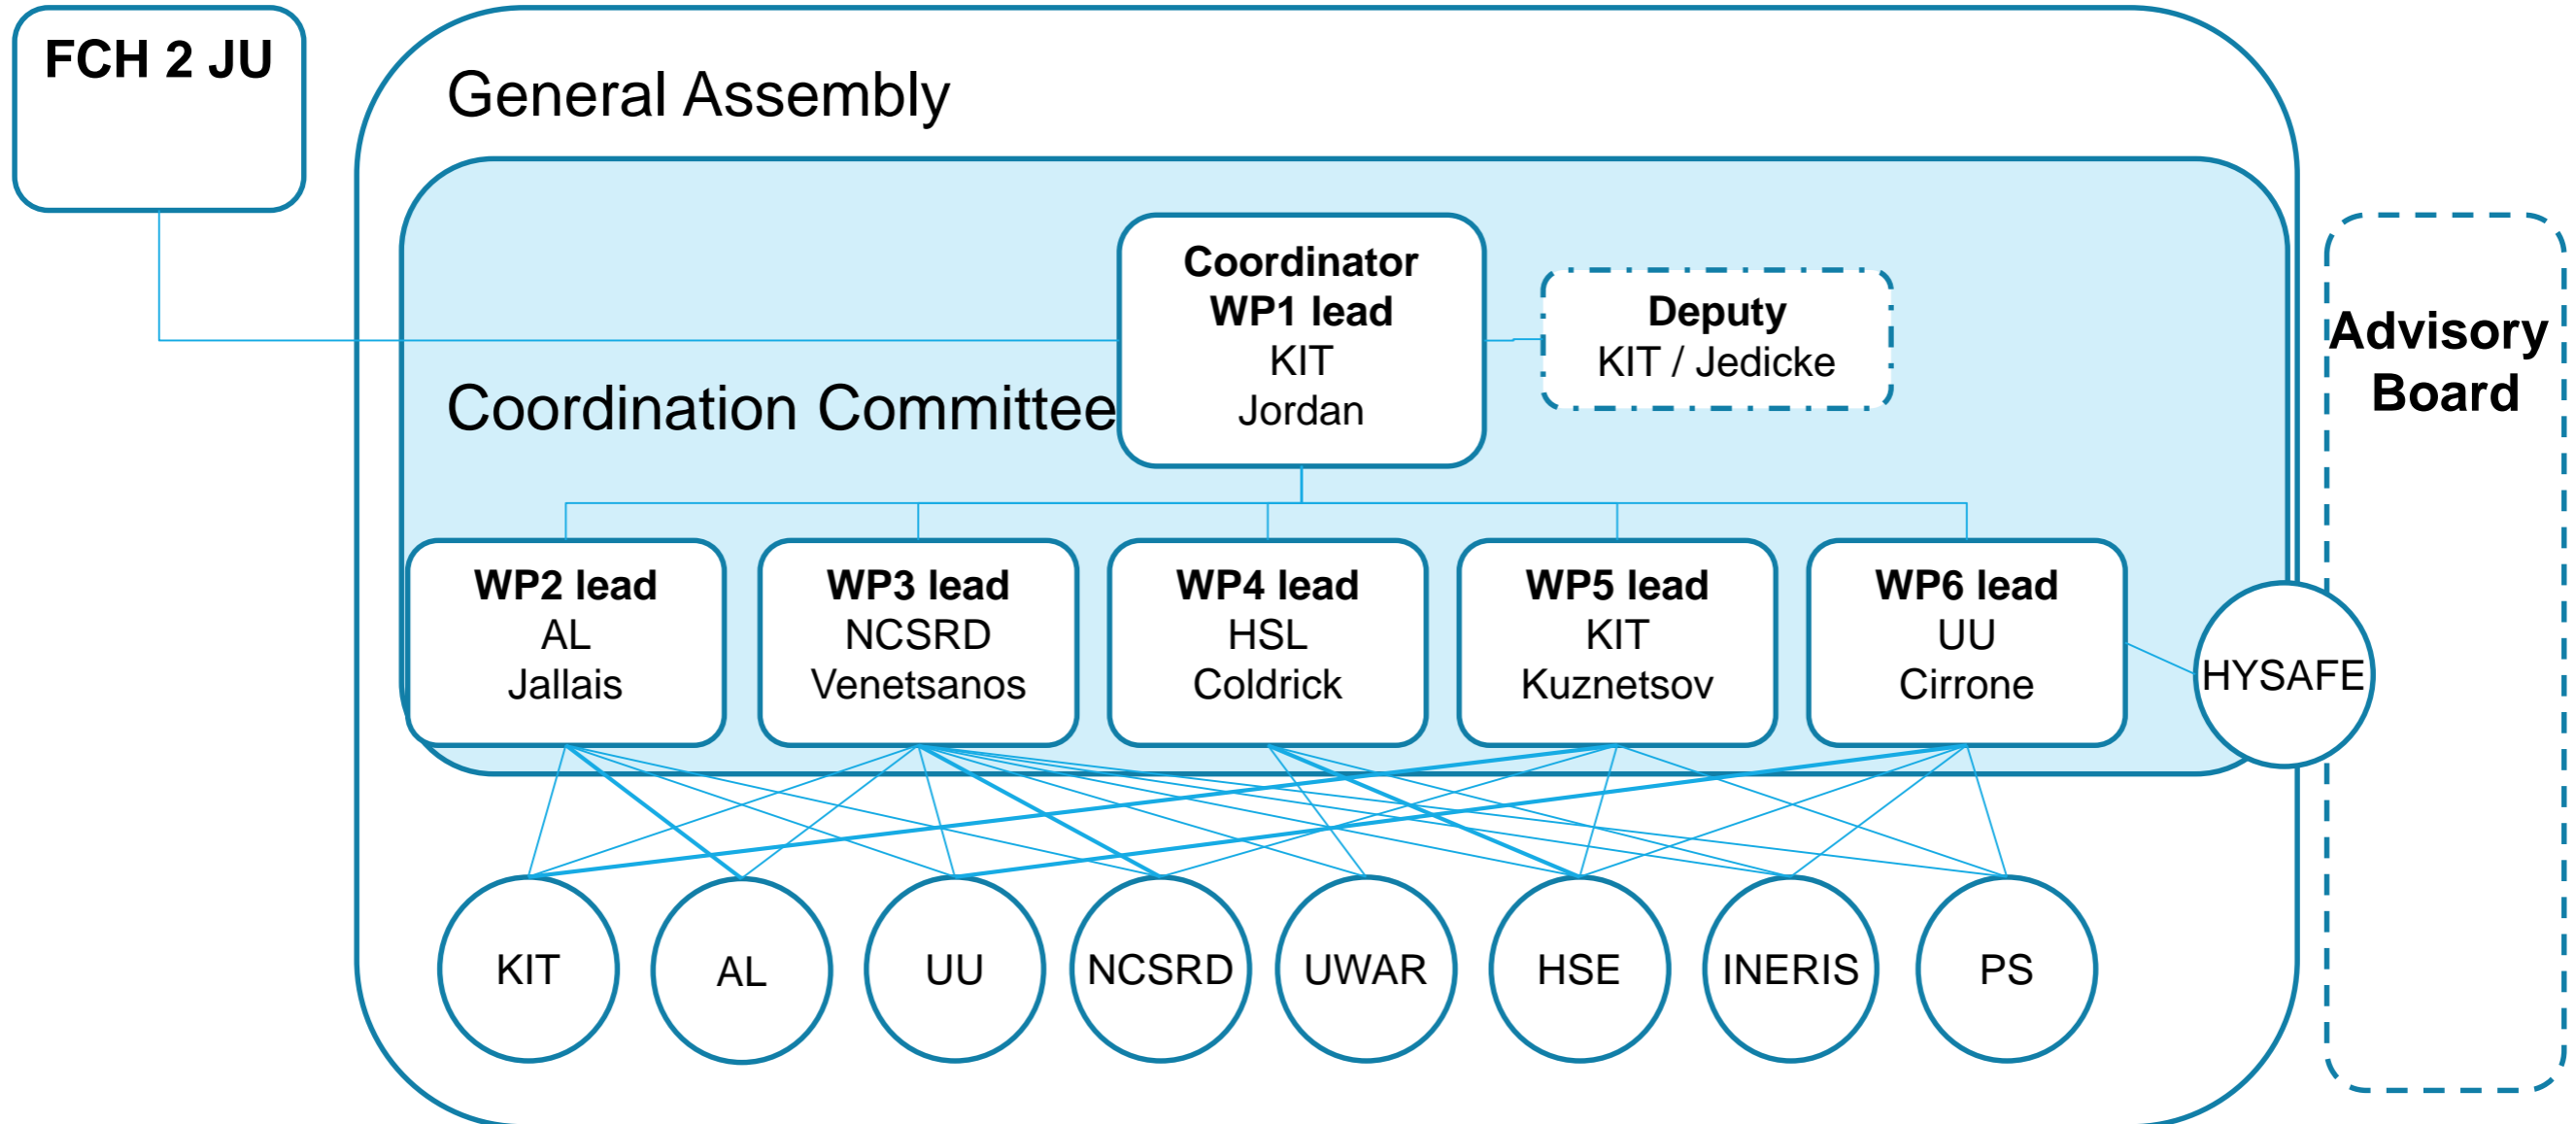 FCH 2 JU
General Assembly
Coordination Committee
Coordinator
WP1 lead
KIT
Jordan
Deputy
KIT / Jedicke
Advisory
Board
WP2 lead
AL
Jallais
WP3 lead
NCSRD
Venetsanos
WP4 lead
HSL
Coldrick
WP5 lead
KIT
Kuznetsov
WP6 lead
UU
Cirrone
HYSAFE
KIT
AL
UU
NCSRD
UWAR
HSE
INERIS
PS